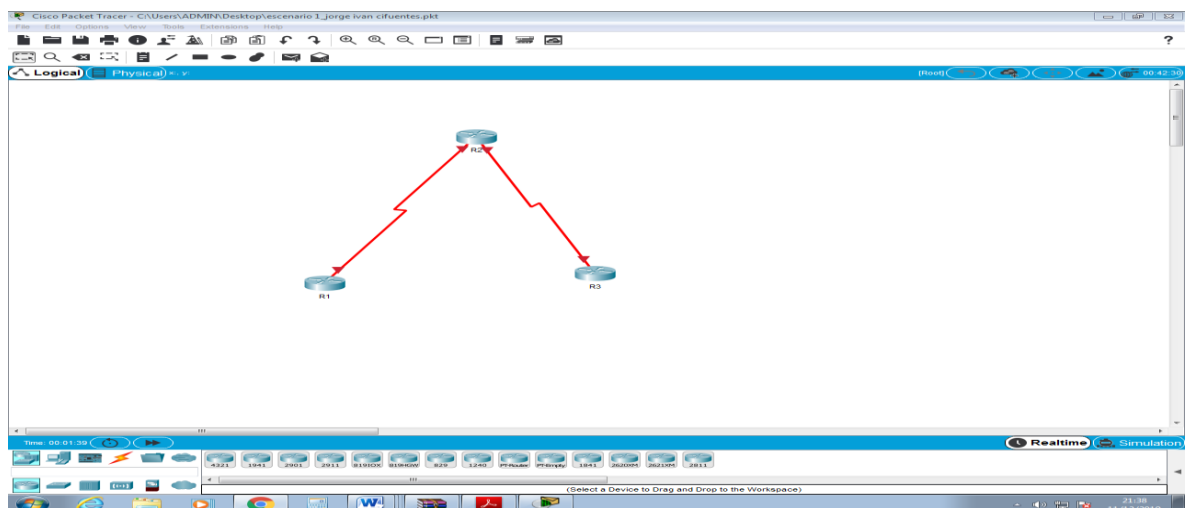 Cisco Packet Tracer - C:\Users\ADMIN\Desktop\escenario 1_jorge ivan cifuentes.pkt
File Edit Options View Tools Extensions Help
?
Logical Physical
[Root] 00:42:30
R2
R1
R3
Time: 00:01:39
Realtime Simulation
4321 1941 2901 2911 819IOX 819HGW 829 1240 PT-Router PT-Empty 1841 2620XM 2621XM 2811
(Select a Device to Drag and Drop to the Workspace)
21:38